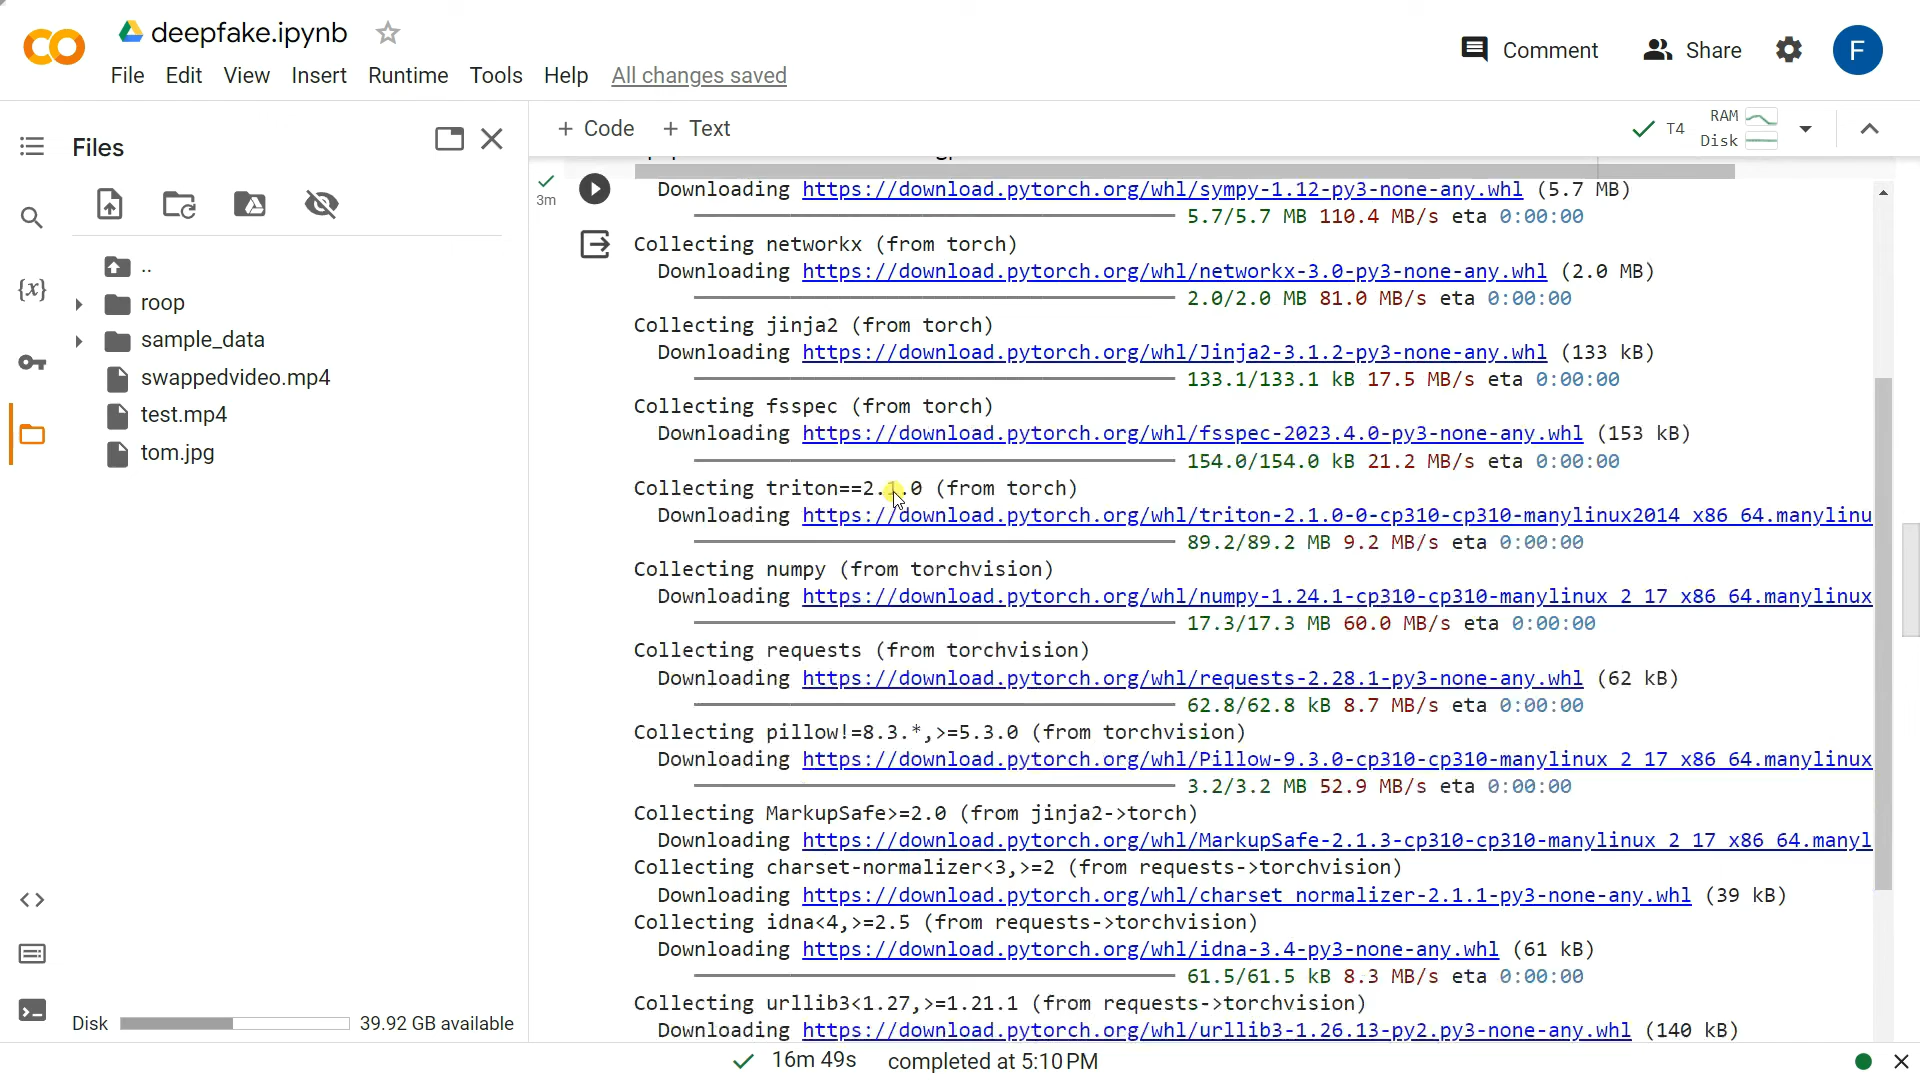 deepfake.ipynb
File Edit View Insert Runtime Tools Help All changes saved
Comment Share F
Files
+ Code + Text
T4 RAM
Disk
..
roop
sample_data
swappedvideo.mp4
test.mp4
tom.jpg
Disk 39.92 GB available
3m
Downloading https://download.pytorch.org/whl/sympy-1.12-py3-none-any.whl (5.7 MB)
5.7/5.7 MB 110.4 MB/s eta 0:00:00
Collecting networkx (from torch)
Downloading https://download.pytorch.org/whl/networkx-3.0-py3-none-any.whl (2.0 MB)
2.0/2.0 MB 81.0 MB/s eta 0:00:00
Collecting jinja2 (from torch)
Downloading https://download.pytorch.org/whl/Jinja2-3.1.2-py3-none-any.whl (133 kB)
133.1/133.1 kB 17.5 MB/s eta 0:00:00
Collecting fsspec (from torch)
Downloading https://download.pytorch.org/whl/fsspec-2023.4.0-py3-none-any.whl (153 kB)
154.0/154.0 kB 21.2 MB/s eta 0:00:00
Collecting triton==2.1.0 (from torch)
Downloading https://download.pytorch.org/whl/triton-2.1.0-0-cp310-cp310-manylinux2014_x86_64.manylinu
89.2/89.2 MB 9.2 MB/s eta 0:00:00
Collecting numpy (from torchvision)
Downloading https://download.pytorch.org/whl/numpy-1.24.1-cp310-cp310-manylinux_2_17_x86_64.manylinux
17.3/17.3 MB 60.0 MB/s eta 0:00:00
Collecting requests (from torchvision)
Downloading https://download.pytorch.org/whl/requests-2.28.1-py3-none-any.whl (62 kB)
62.8/62.8 kB 8.7 MB/s eta 0:00:00
Collecting pillow!=8.3.*,>=5.3.0 (from torchvision)
Downloading https://download.pytorch.org/whl/Pillow-9.3.0-cp310-cp310-manylinux_2_17_x86_64.manylinux
3.2/3.2 MB 52.9 MB/s eta 0:00:00
Collecting MarkupSafe>=2.0 (from jinja2->torch)
Downloading https://download.pytorch.org/whl/MarkupSafe-2.1.3-cp310-cp310-manylinux_2_17_x86_64.manyl
Collecting charset-normalizer<3,>=2 (from requests->torchvision)
Downloading https://download.pytorch.org/whl/charset_normalizer-2.1.1-py3-none-any.whl (39 kB)
Collecting idna<4,>=2.5 (from requests->torchvision)
Downloading https://download.pytorch.org/whl/idna-3.4-py3-none-any.whl (61 kB)
61.5/61.5 kB 8.3 MB/s eta 0:00:00
Collecting urllib3<1.27,>=1.21.1 (from requests->torchvision)
Downloading https://download.pytorch.org/whl/urllib3-1.26.13-py2.py3-none-any.whl (140 kB)
16m 49s completed at 5:10 PM